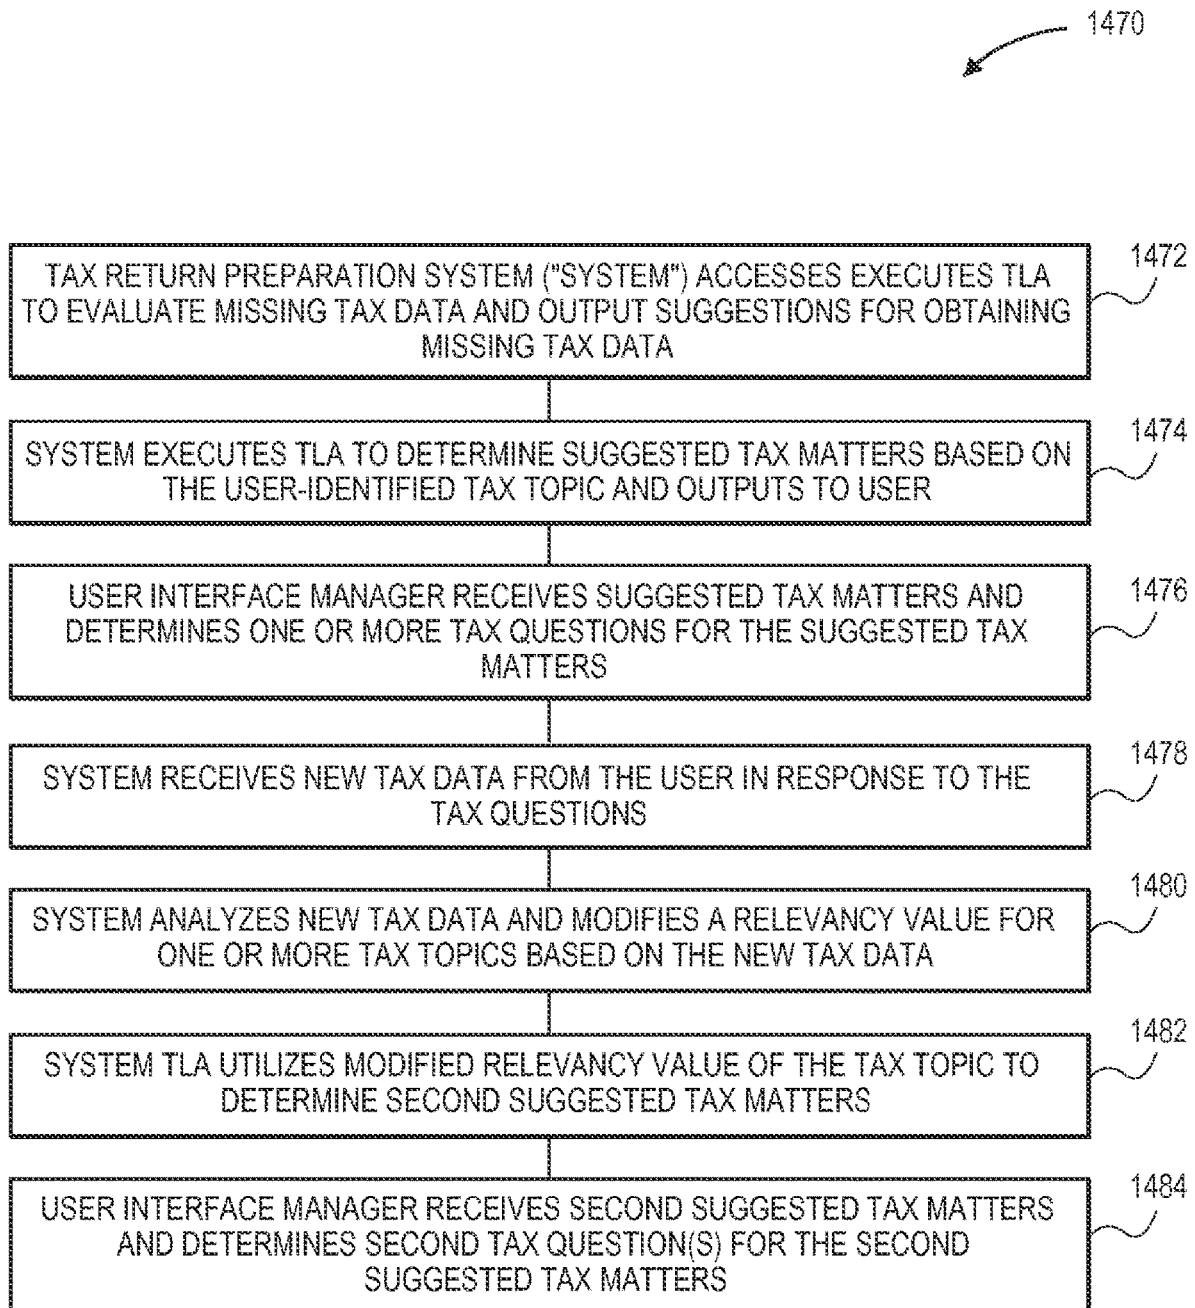 1470
TAX RETURN PREPARATION SYSTEM ("SYSTEM") ACCESSES EXECUTES TLA
TO EVALUATE MISSING TAX DATA AND OUTPUT SUGGESTIONS FOR OBTAINING
MISSING TAX DATA
1472
SYSTEM EXECUTES TLA TO DETERMINE SUGGESTED TAX MATTERS BASED ON
THE USER-IDENTIFIED TAX TOPIC AND OUTPUTS TO USER
1474
USER INTERFACE MANAGER RECEIVES SUGGESTED TAX MATTERS AND
DETERMINES ONE OR MORE TAX QUESTIONS FOR THE SUGGESTED TAX
MATTERS
1476
SYSTEM RECEIVES NEW TAX DATA FROM THE USER IN RESPONSE TO THE
TAX QUESTIONS
1478
SYSTEM ANALYZES NEW TAX DATA AND MODIFIES A RELEVANCY VALUE FOR
ONE OR MORE TAX TOPICS BASED ON THE NEW TAX DATA
1480
SYSTEM TLA UTILIZES MODIFIED RELEVANCY VALUE OF THE TAX TOPIC TO
DETERMINE SECOND SUGGESTED TAX MATTERS
1482
USER INTERFACE MANAGER RECEIVES SECOND SUGGESTED TAX MATTERS
AND DETERMINES SECOND TAX QUESTION(S) FOR THE SECOND
SUGGESTED TAX MATTERS
1484